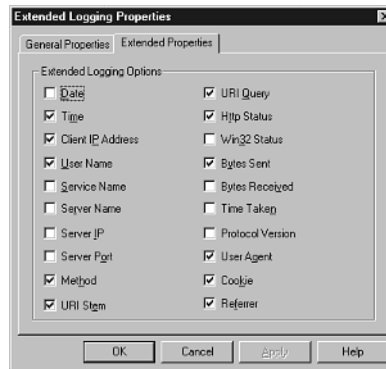 Extended Logging Properties
General Properties
Extended Properties
Extended Logging Options
Date
Time
Client IP Address
User Name
Service Name
Server Name
Server IP
Server Port
Method
URI Stem
URI Query
Http Status
Win32 Status
Bytes Sent
Bytes Received
Time Taken
Protocol Version
User Agent
Cookie
Referrer
OK
Cancel
Apply
Help